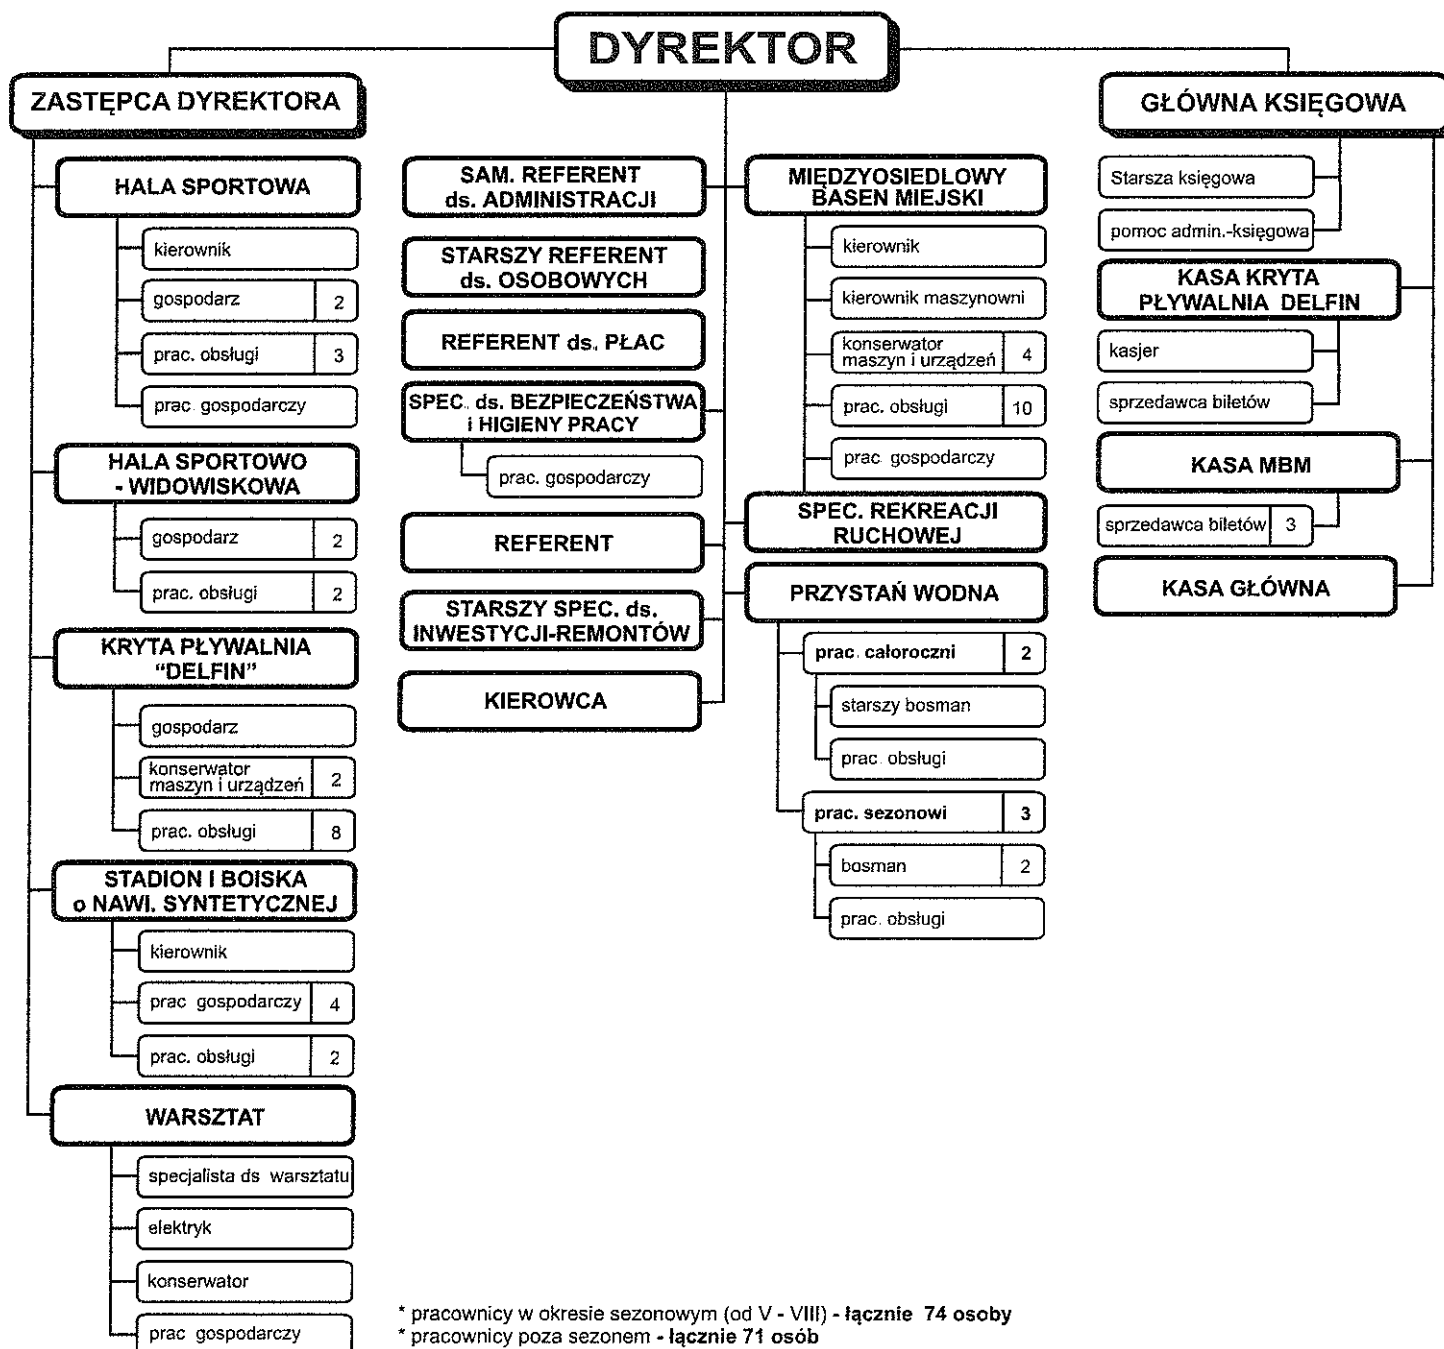 DYREKTOR
ZASTĘPCA DYREKTORA
HALA SPORTOWA
kierownik
gospodarz 2
prac. obsługi 3
prac. gospodarczy
HALA SPORTOWO
- WIDOWISKOWA
gospodarz 2
prac. obsługi 2
KRYTA PŁYWALNIA
“DELFIN”
gospodarz
konserwator
maszyn i urządzeń 2
prac. obsługi 8
STADION I BOISKA
o NAWI. SYNTETYCZNEJ
kierownik
prac gospodarczy 4
prac. obsługi 2
WARSZTAT
specjalista ds warsztatu
elektryk
konserwator
prac gospodarczy
SAM. REFERENT
ds. ADMINISTRACJI
STARSZY REFERENT
ds. OSOBOWYCH
REFERENT ds. PŁAC
SPEC. ds. BEZPIECZEŃSTWA
i HIGIENY PRACY
prac. gospodarczy
REFERENT
STARSZY SPEC. ds.
INWESTYCJI-REMONTÓW
KIEROWCA
MIĘDZYOSIEDLOWY
BASEN MIEJSKI
kierownik
kierownik maszynowni
konserwator
maszyn i urządzeń 4
prac. obsługi 10
prac gospodarczy
SPEC. REKREACJI
RUCHOWEJ
PRZYSTAŃ WODNA
prac. całoroczni 2
starszy bosman
prac. obsługi
prac. sezonowi 3
bosman 2
prac. obsługi
GŁÓWNA KSIĘGOWA
Starsza księgowa
pomoc admin.-księgowa
KASA KRYTA
PŁYWALNIA DELFIN
kasjer
sprzedawca biletów
KASA MBM
sprzedawca biletów 3
KASA GŁÓWNA
* pracownicy w okresie sezonowym (od V - VIII) - łącznie 74 osoby
* pracownicy poza sezonem - łącznie 71 osób